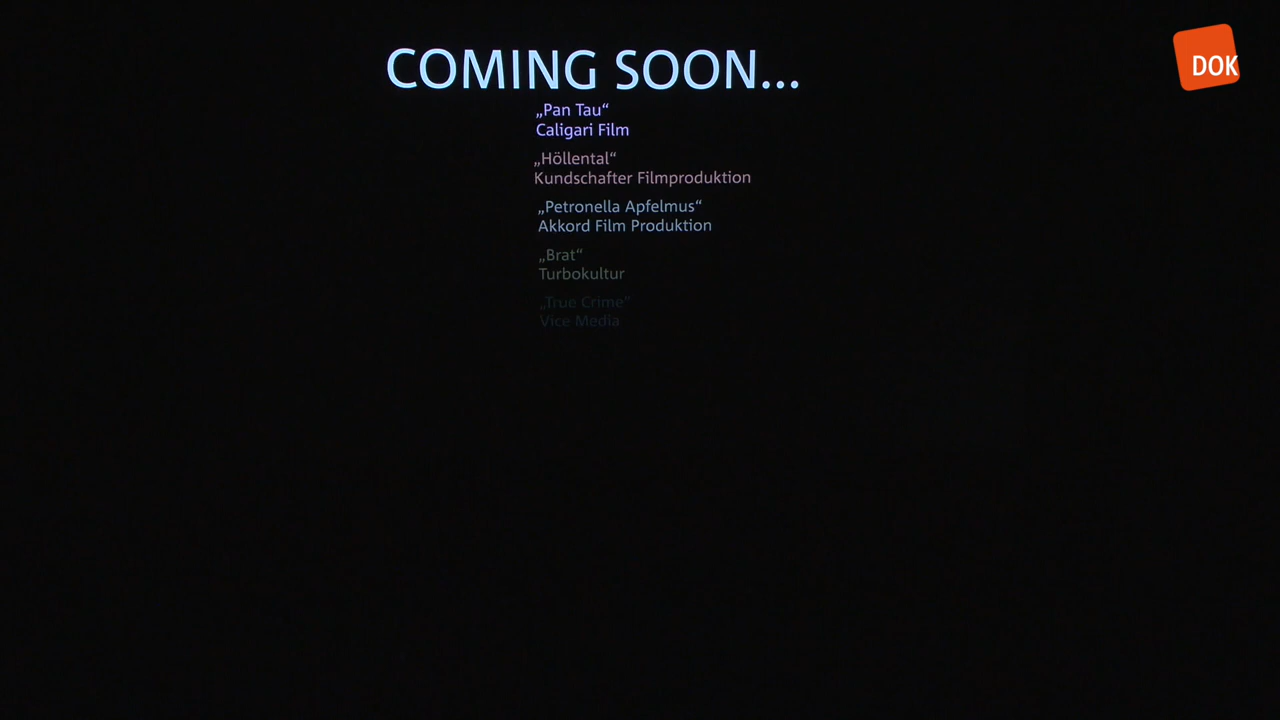 COMING SOON...
DOK
„Pan Tau“
Caligari Film
„Höllental“
Kundschafter Filmproduktion
„Petronella Apfelmus“
Akkord Film Produktion
„Brat“
Turbokultur
„True Crime"
Vice Media